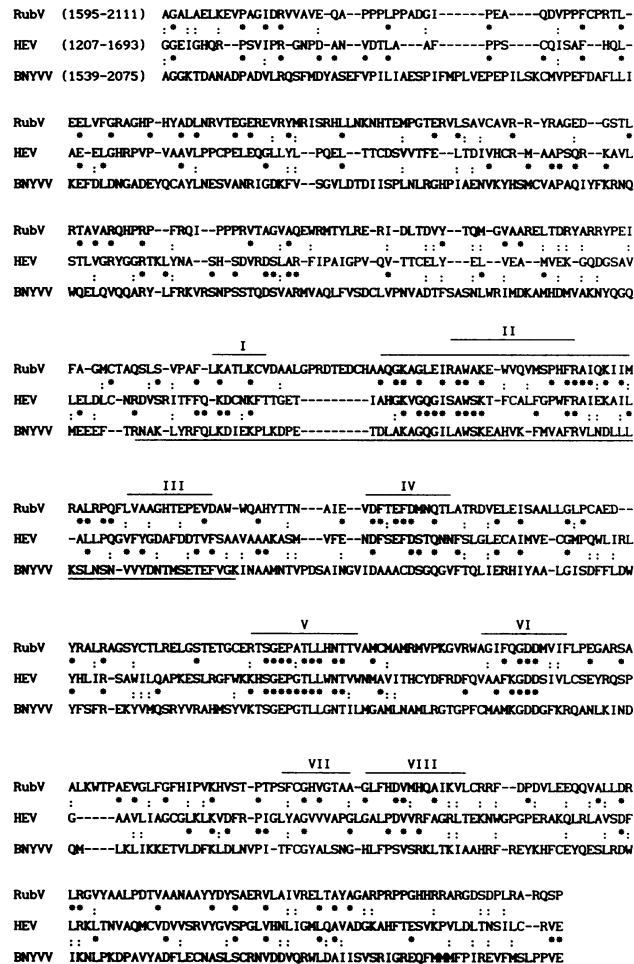 RubV (1595-2111) AGALAELKEVPAGIDRVVAVE-QA-PPPLPPADGI----PEA---QDVPPFCPRTL-
HEV (1207-1693) GGEIGHQR--PSVIPR-GNPD-AN--VDTLA---AF----PPS----CQISAF-HQL-
BNYVV (1539-2075) AGGKTDANADPADVLRQSFMDYASEFVPILIAESPIFMPLVEPEPILSKCMVPEFDAFLLI
RubV EELVFGRAGHP-HYADLNRVTEGEREVRYMRISRHLLNKNHTEMPGTERVLSAVCAVR-R-YRAGED--GSTL
HEV AE-ELGHRPVP-VAAVLPPCPELEQGLLYL-PQEL---TTCDSVVTFE--LTDIVHCR-M-AAPSQR--KAVL
BNYVV KEFDLDNGADEYQCAYLNESVANRIGDKFV--SGVLDTDIISPLNLRGHPIAENVKYHSMCVAPAQIYFKRNQ
RubV RTAVARQHPRP--FRQI--PPPRVTAGVAQEWRMTYLRE-RI-DLTDVY--TQM-GVAARELTDRYARRYPEI
HEV STLVGRYGGRTKLYNA--SH-SDVRDSLAR-FIPAIGPV-QV-TTCELY--EL--VEA--MVEK-GQDGSAV
BNYVV WQELQVQQARY-LFRKVRSNPSSTQDSVARMVAQLFVSDCLVPNVADTFSASNLWRIMDKAMHDMVAKNYQGQ
I II
RubV FA-GMCTAQSLS-VPAF-LKATLKCVDAALGPRDTEDCHAAQGKAGLEIRAWAKE-WVQVMSPHFRAIQKIIM
HEV LELDLC-NRDVSRITFFQ-KDCNKFTTGET------IAHGKVGQGISAWSKT-FCALFGPWFRAIEKAIL
BNYVV MEEEF-TRNAK-LYRFQLKDIEKPLKDPE-------TDLAKAGQGILAWSKEAHVK-FMVAFRVLNDLLL
III IV
RubV RALRPQFLVAAGHTEPEVDAW-WQAHYTTN---AIE--VDFTEFDMNQTLATRDVELEISAALLGLPCAED--
HEV -ALLPQGVFYGDAFDDTVFSAAVAAAKASM---VFE--NDFSEFDSTQNNFSLGLECAIMVE-CGMPQWLIRL
BNYVV KSLNSN-VVYDNTMSETEFVGKINAAMNTVPDSAINGVIDAAACDSGQGVFTQLIERHIYAA-LGISDFFLDW
V VI
RubV YRALRAGSYCTLRELGSTETGCERTSGEPATLLHNTTVAMCMAMRMVPKGVRWAGIFQGDDMVIFLPEGARSA
HEV YHLIR-SAWILQAPKESLRGFWKKHSGEPGTLLWNTVWNMAVITHCYDFRDFQVAAFKGDDSIVLCSEYRQSP
BNYVV YFSFR-EKYVMQSRYVRAHMSYVKTSGEPGTLLGNTILMGAMLNAMLRGTGPFCMAMKGDDGFKRQANLKIND
VII VIII
RubV ALKWTPAEVGLFGFHIPVKHVST-PTPSFCGHVGTAA-GLFHDVMHQAIKVLCRRF--DPDVLEEQQVALLDR
HEV G-----AAVLIAGCGLKLKVDFR-PIGLYAGVVVAPGLGALPDVVRFAGRLTEKNWGPGPERAKQLRLAVSDF
BNYVV QM----LKLIKKETVLDFKLDLNVPI-TFCGYALSNG-HLFPSVSRKLTKIAAHRF-REYKHFCEYQESLRDW
RubV LRGVYAALPDTVAANAAYYDYSAERVLAIVRELTAYAGARPRPPGHHRRARGDSDPLRA-RQSP
HEV LRKLTNVAQMCVDVVSRVYGVSPGLVHNLIGMLQAVADGKAHFTESVKPVLDLTNSILC--RVE
BNYVV IKNLPKDPAVYADFLECNASLSCRNVDDVQRWLDAIISVSRIGREQFMMMFPIREVFMSLPPVE